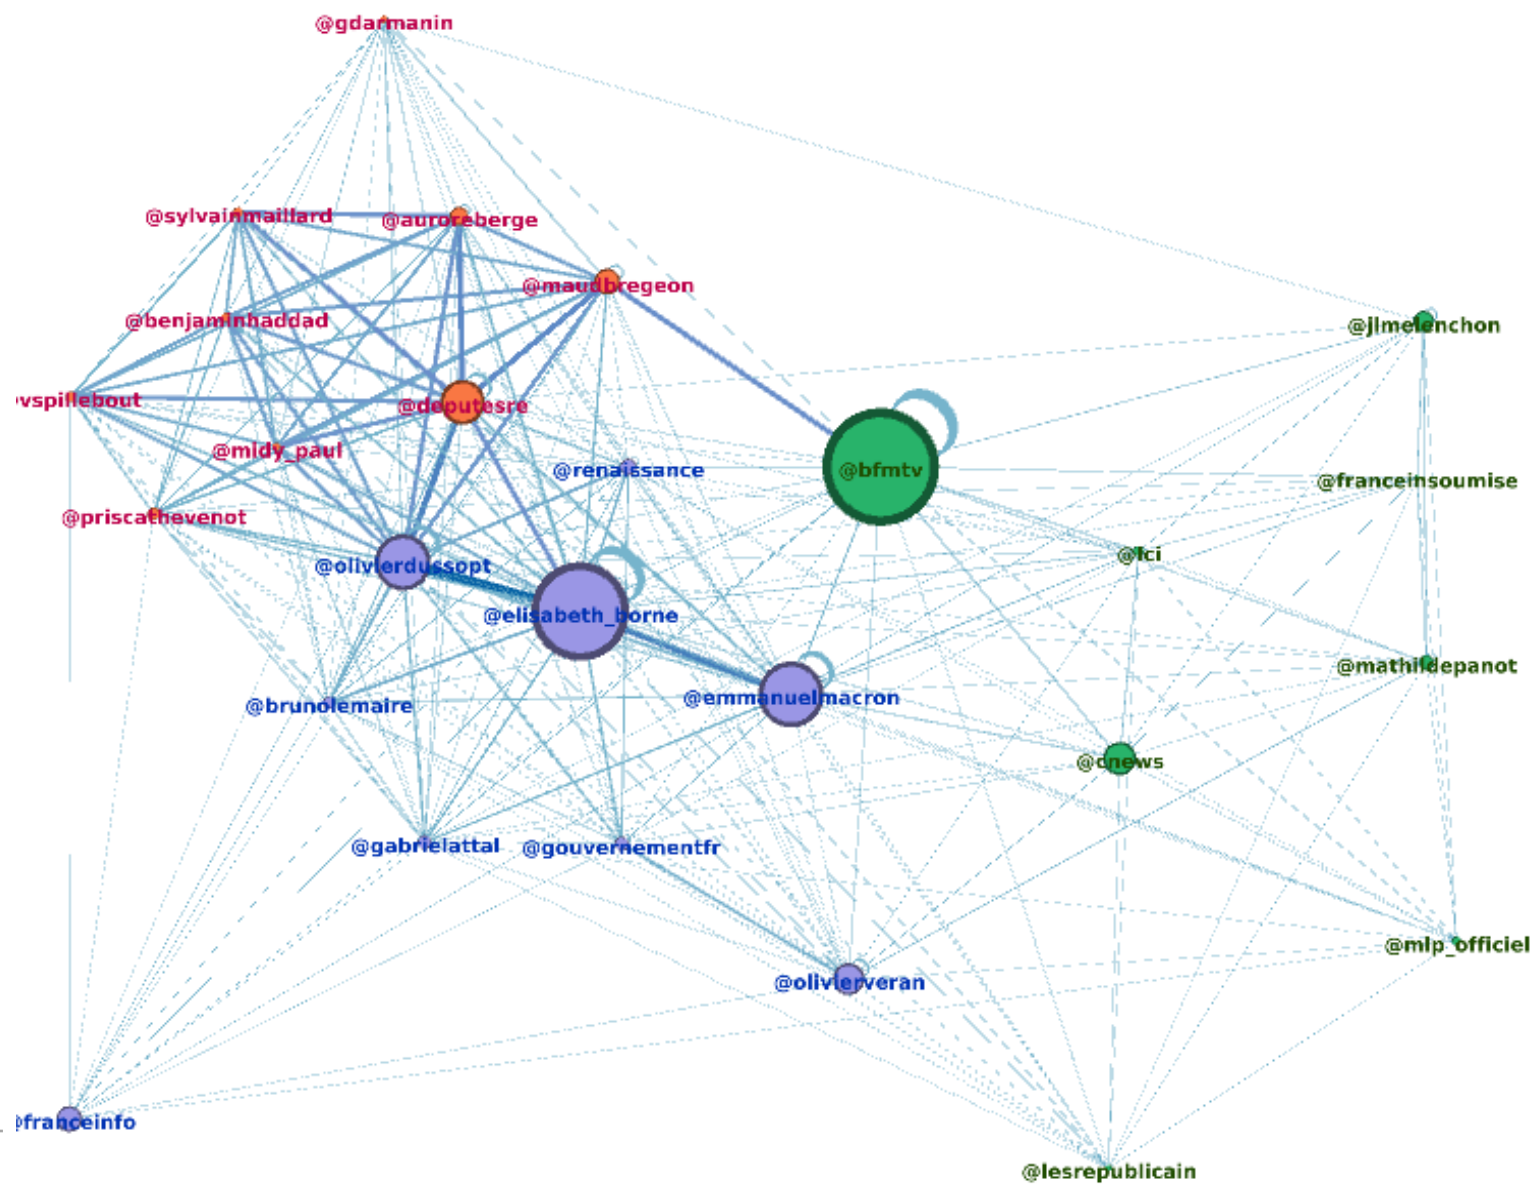 @gdarmanin
@sylvainmaillard
@auroreberge
@maudbregeon
@benjaminhaddad
@jlmelenchon
vspillebout
@deputesre
@midy_paul
@renaissance
@bfmtv
@franceinsoumise
@priscathevenot
@lci
@olivierdussopt
@elisabeth_borne
@mathildepanot
@emmanuelmacron
@brunolemaire
@cnews
@gabrielattal
@gouvernementfr
@mlp_officiel
@olivierveran
@franceinfo
@lesrepublicain